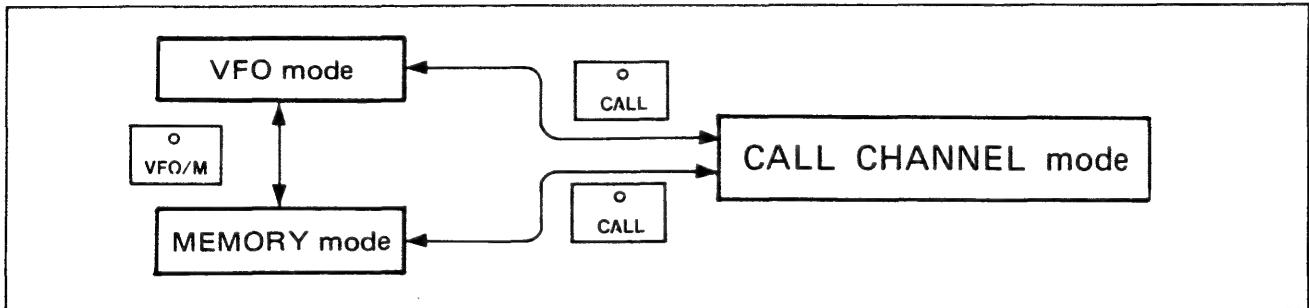 VFO mode
CALL
VFO/M
CALL CHANNEL mode
CALL
MEMORY mode